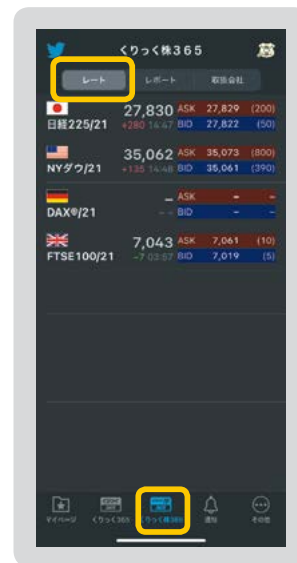 くりっく株365
レート レポート 取扱会社
27,830 ASK 27,829 (200)
日経225/21 +280 14:47 BID 27,822 (50)
35,062 ASK 35,073 (800)
NYダウ/21 +135 14:48 BID 35,061 (390)
– ASK – –
DAX®/21 – – BID – –
7,043 ASK 7,061 (10)
FTSE100/21 -7 03:57 BID 7,019 (5)
マイページ くりっく365 くりっく株365 通知 その他